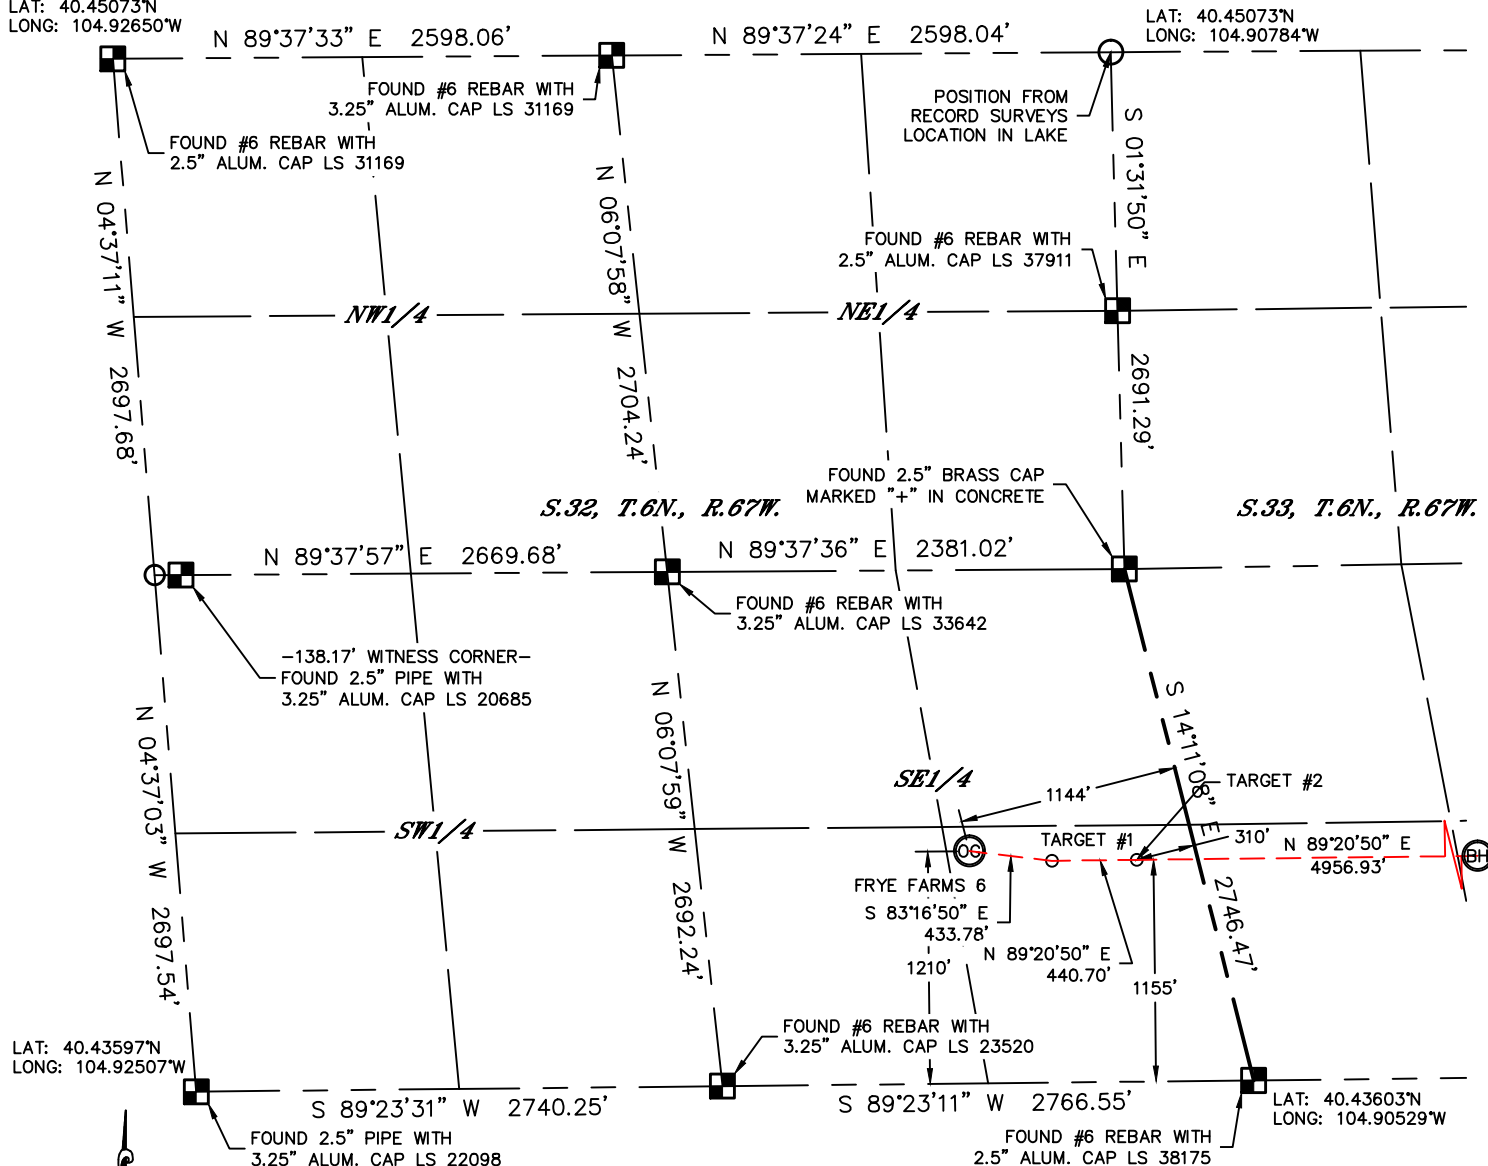 LAT: 40.45073°N
LONG: 104.92650°W
N 89°37'33" E 2598.06'
N 89°37'24" E 2598.04'
LAT: 40.45073°N
LONG: 104.90784°W
FOUND #6 REBAR WITH
3.25" ALUM. CAP LS 31169
POSITION FROM
RECORD SURVEYS
LOCATION IN LAKE
FOUND #6 REBAR WITH
2.5" ALUM. CAP LS 31169
N 04°37'11" W 2697.68'
N 06°07'58" W 2704.24'
S 01°31'50" E 2691.29'
FOUND #6 REBAR WITH
2.5" ALUM. CAP LS 37911
NW1/4
NE1/4
FOUND 2.5" BRASS CAP
MARKED "+" IN CONCRETE
S.32, T.6N., R.67W.
S.33, T.6N., R.67W.
N 89°37'57" E 2669.68'
N 89°37'36" E 2381.02'
FOUND #6 REBAR WITH
3.25" ALUM. CAP LS 33642
-138.17' WITNESS CORNER-
FOUND 2.5" PIPE WITH
3.25" ALUM. CAP LS 20685
N 04°37'03" W 2697.54'
N 06°07'59" W 2692.24'
S 14°11'08" E 2746.47'
SE1/4
1144'
TARGET #2
SW1/4
TARGET #1
310'
N 89°20'50" E
4956.93'
OG
BH
FRYE FARMS 6
S 83°16'50" E
433.78'
N 89°20'50" E
440.70'
1210'
1155'
FOUND #6 REBAR WITH
3.25" ALUM. CAP LS 23520
LAT: 40.43597°N
LONG: 104.92507°W
S 89°23'31" W 2740.25'
S 89°23'11" W 2766.55'
LAT: 40.43603°N
LONG: 104.90529°W
FOUND 2.5" PIPE WITH
3.25" ALUM. CAP LS 22098
FOUND #6 REBAR WITH
2.5" ALUM. CAP LS 38175